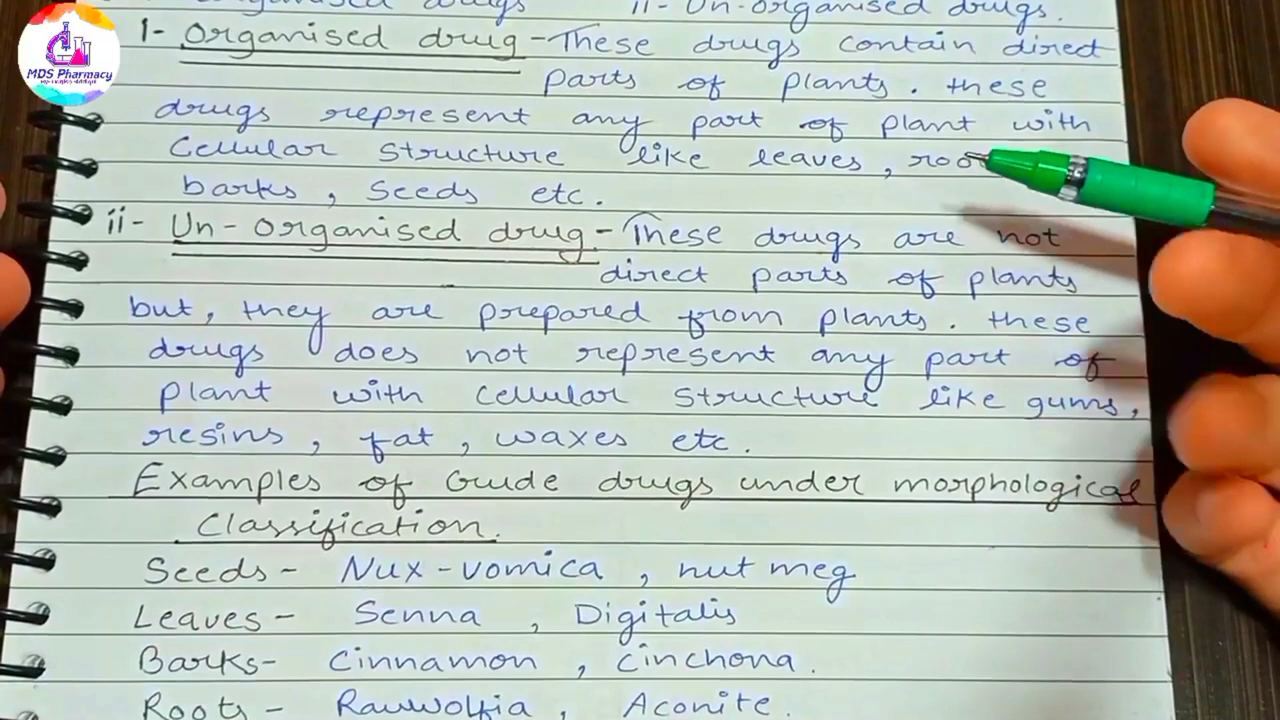 ii- Un-organised drugs.
1- Organised drug - These drugs contain direct
parts of plants. these
drugs represent any part of plant with
Cellular structure like leaves,
barks, seeds etc.
ii- Un-organised drug - These drugs are not
direct parts of plants
but, they are prepared from plants. these
drugs does not represent any part of
plant with cellular structure like gums,
resins, fat, waxes etc.
Examples of Crude drugs under morphological
Classification.
Seeds - Nux-vomica, nut meg
Leaves - Senna, Digitalis
Barks - Cinnamon, Cinchona.
Roots - Rauwolfia, Aconite.
MDS Pharmacy